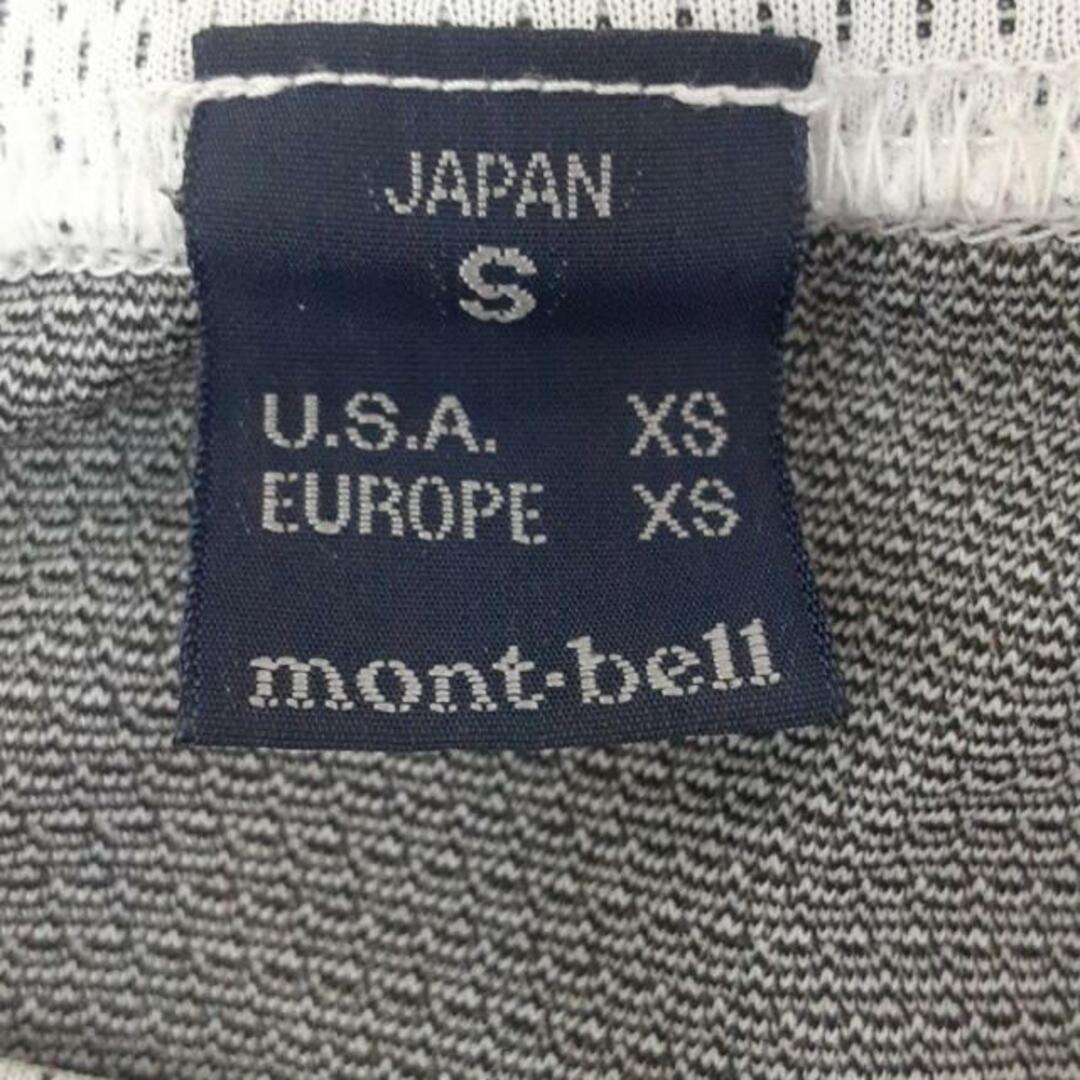 JAPAN
S
U.S.A. XS
EUROPE XS
mont-bell